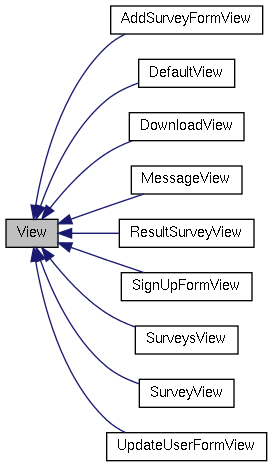 AddSurveyFormView
DefaultView
DownloadView
MessageView
View
ResultSurveyView
SignUpFormView
SurveysView
SurveyView
UpdateUserFormView